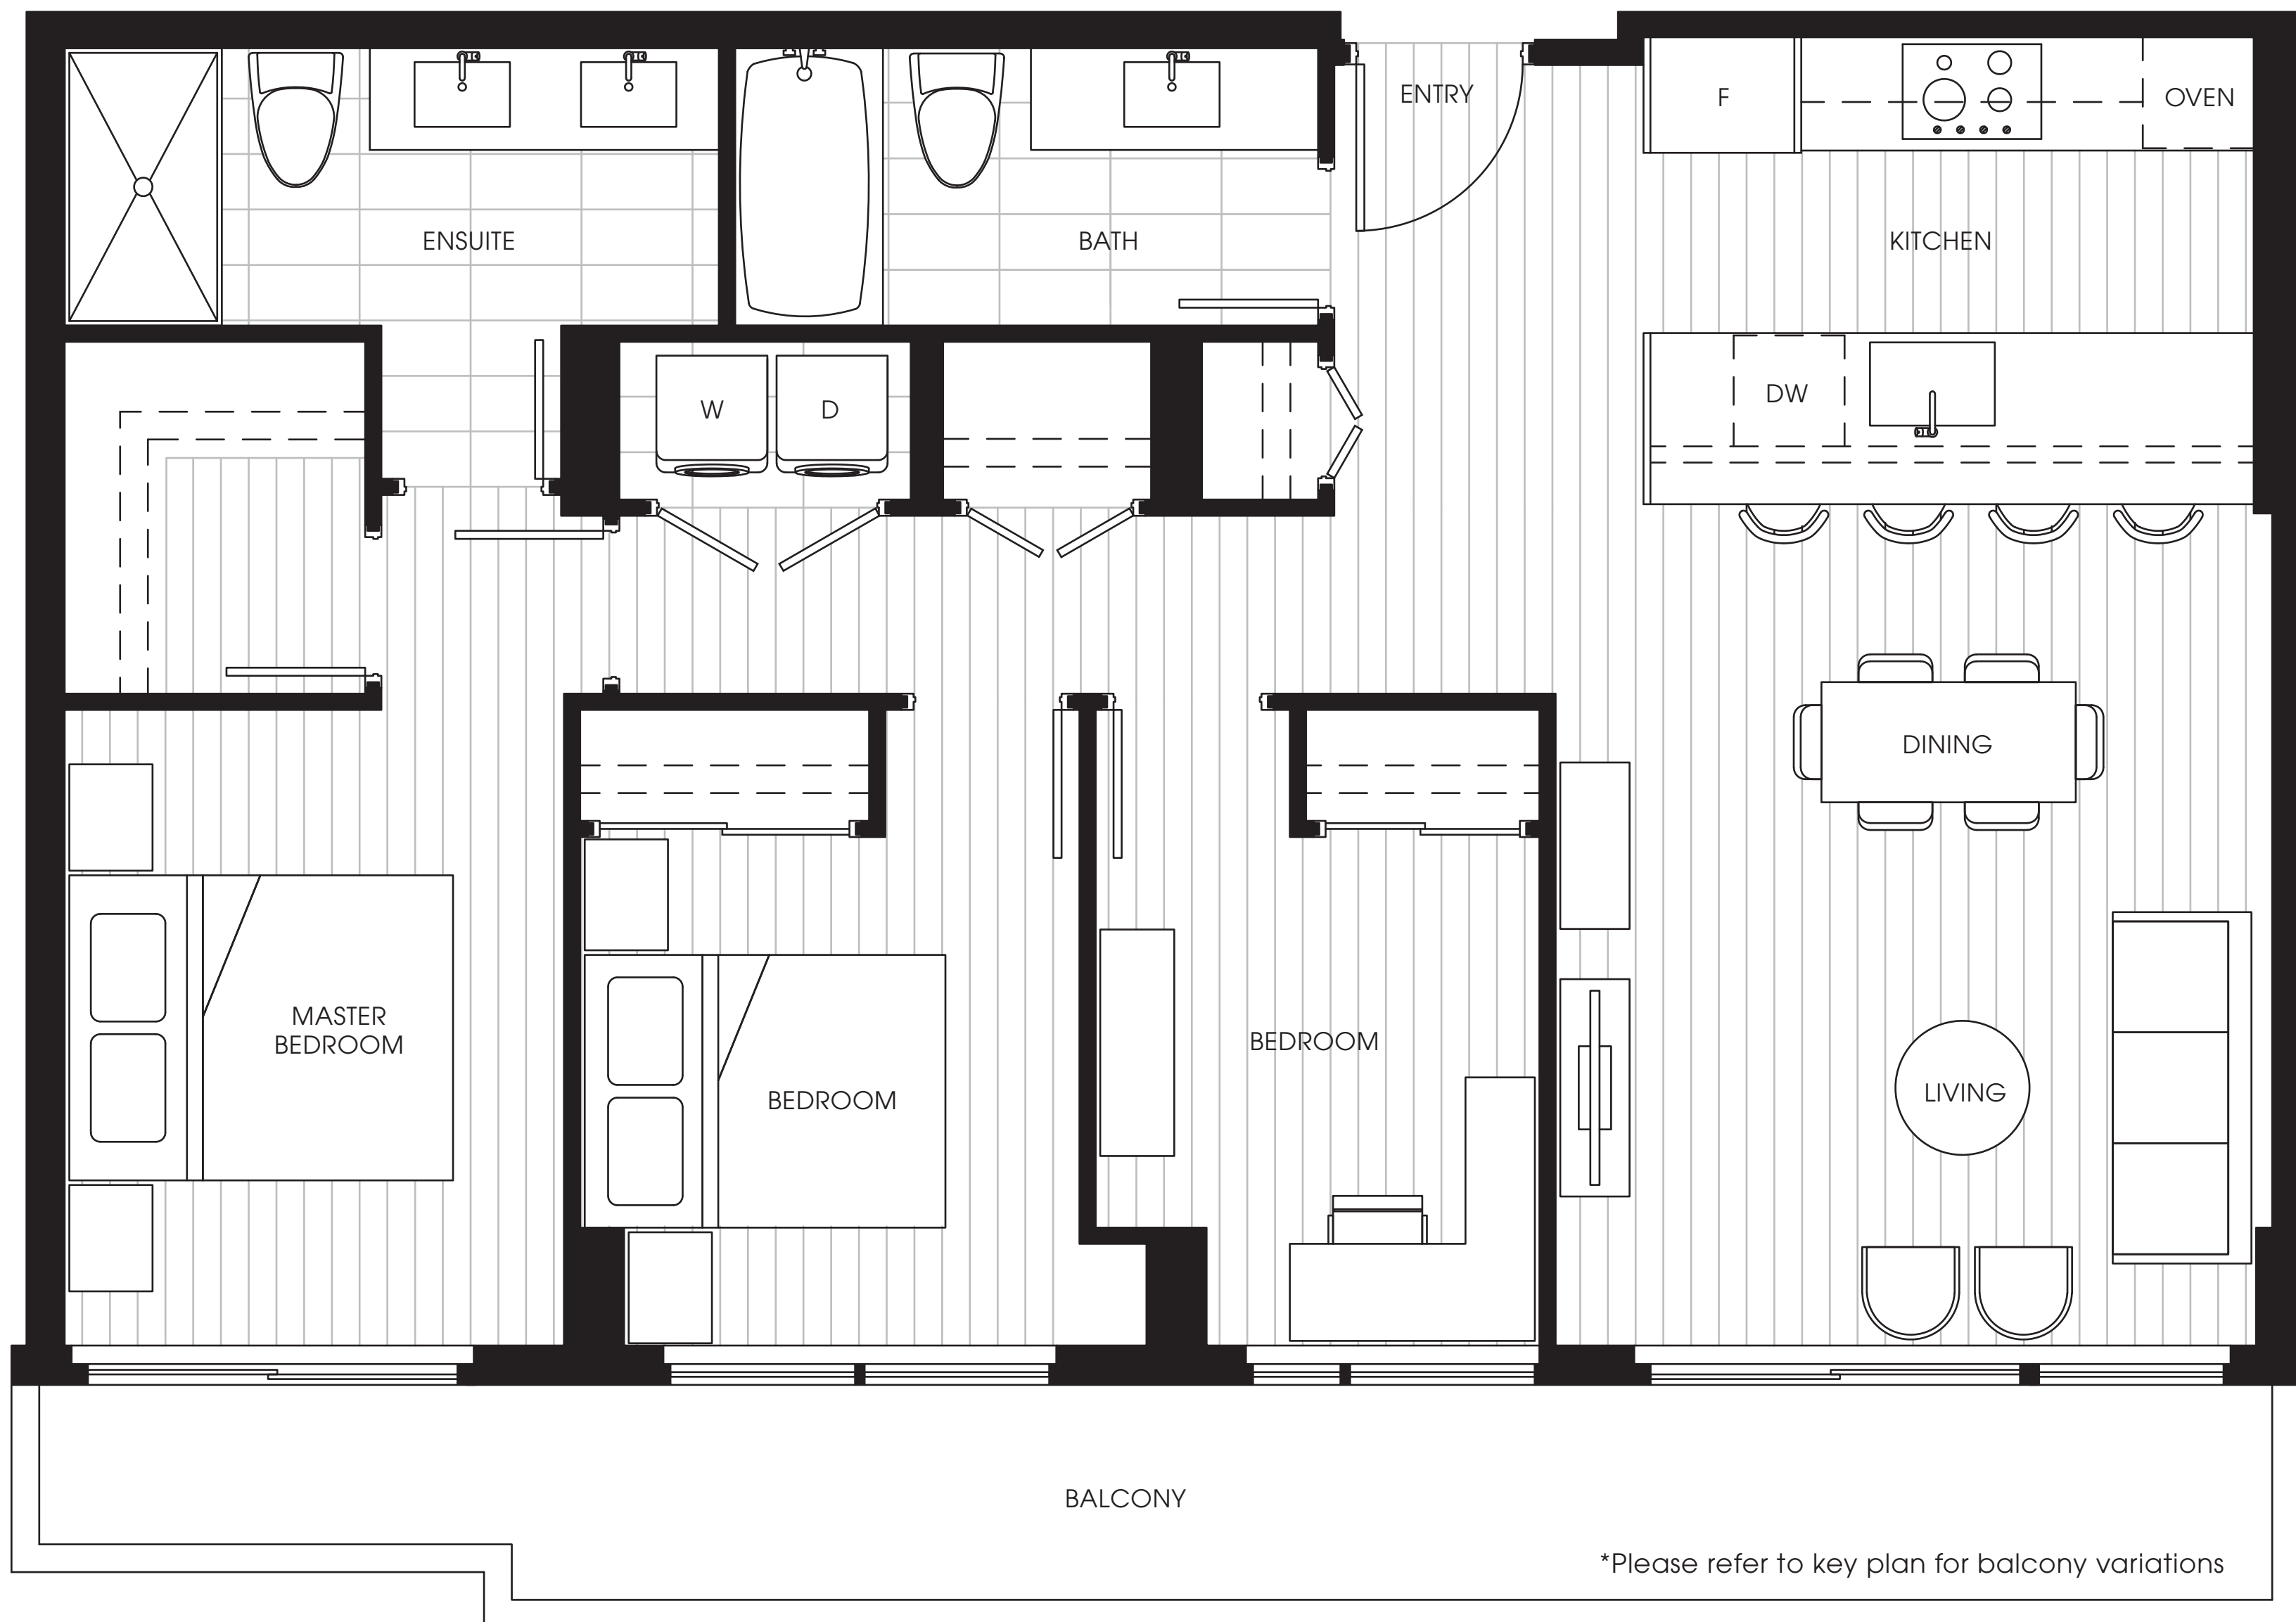 ENTRY
F
OVEN
ENSUITE
BATH
KITCHEN
W
D
DW
DINING
MASTER
BEDROOM
BEDROOM
BEDROOM
LIVING
BALCONY
*Please refer to key plan for balcony variations